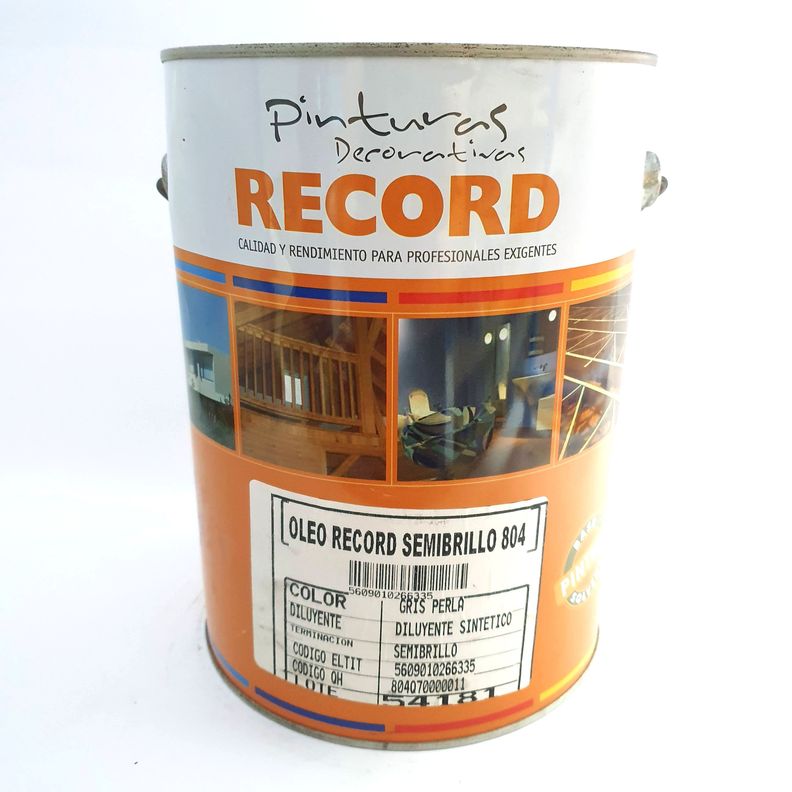 Pinturas
Decorativas
RECORD
CALIDAD Y RENDIMIENTO PARA PROFESIONALES EXIGENTES
OLEO RECORD SEMIBRILLO 804
5609010266335
COLOR GRIS PERLA
DILUYENTE DILUYENTE SINTETICO
TERMINACION SEMIBRILLO
CODIGO ELTIT 5609010266335
CODIGO QH 804070000011
LOTE 54181
BASE